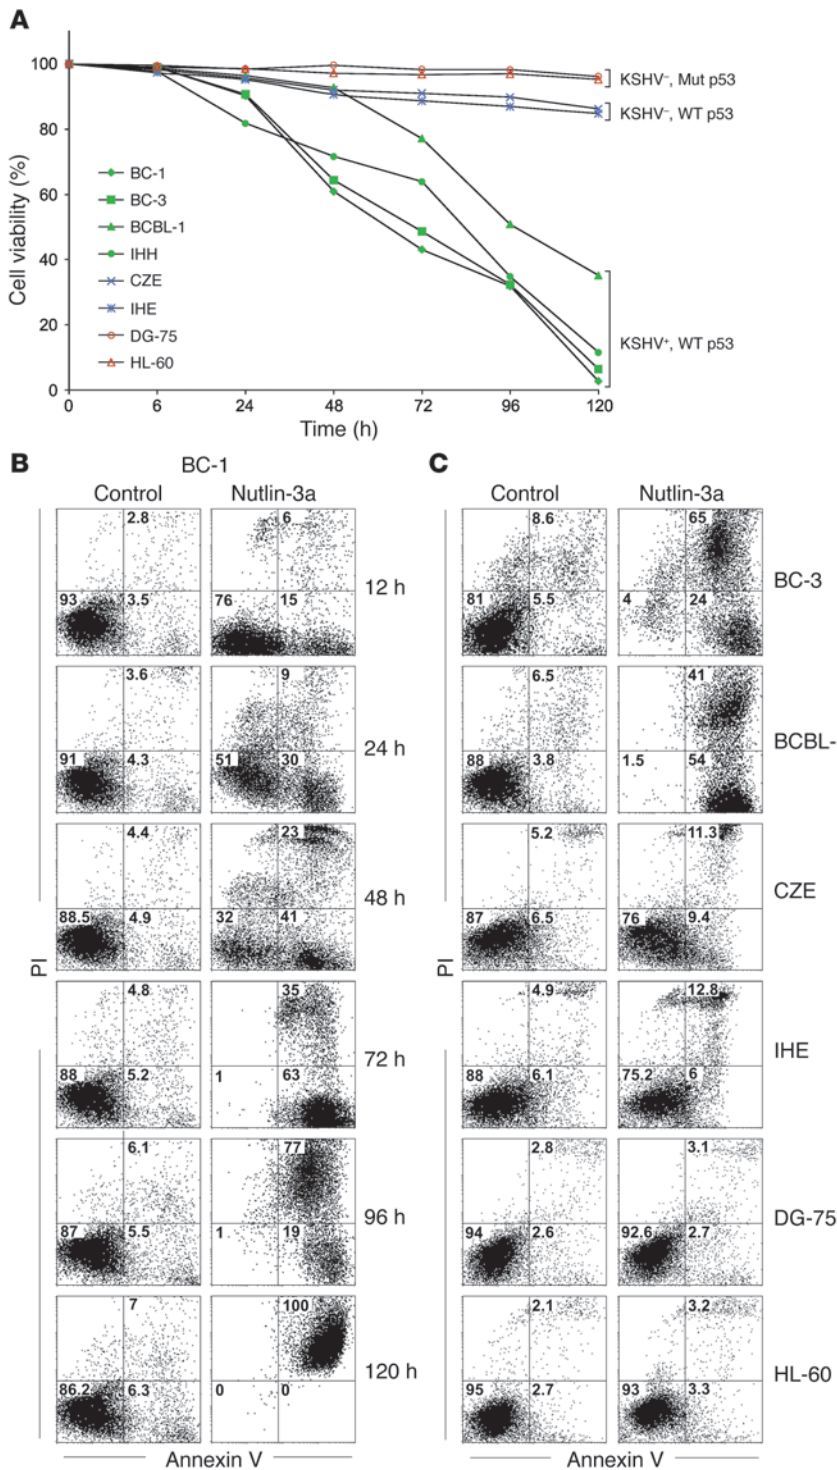 A
100
80
60
40
20
0
Cell viability (%)
BC-1
BC-3
BCBL-1
IHH
CZE
IHE
DG-75
HL-60
KSHV⁻, Mut p53
KSHV⁻, WT p53
KSHV⁺, WT p53
0 6 24 48 72 96 120
Time (h)
B
BC-1
Control Nutlin-3a
2.8 6
93 3.5 76 15
12 h
3.6 9
91 4.3 51 30
24 h
4.4 23
88.5 4.9 32 41
48 h
PI
4.8 35
88 5.2 1 63
72 h
6.1 77
87 5.5 1 19
96 h
7 100
86.2 6.3 0 0
120 h
Annexin V
C
Control Nutlin-3a
8.6 65
81 5.5 4 24
BC-3
6.5 41
88 3.8 1.5 54
BCBL-
5.2 11.3
87 6.5 76 9.4
CZE
PI
4.9 12.8
88 6.1 75.2 6
IHE
2.8 3.1
94 2.6 92.6 2.7
DG-75
2.1 3.2
95 2.7 93 3.3
HL-60
Annexin V